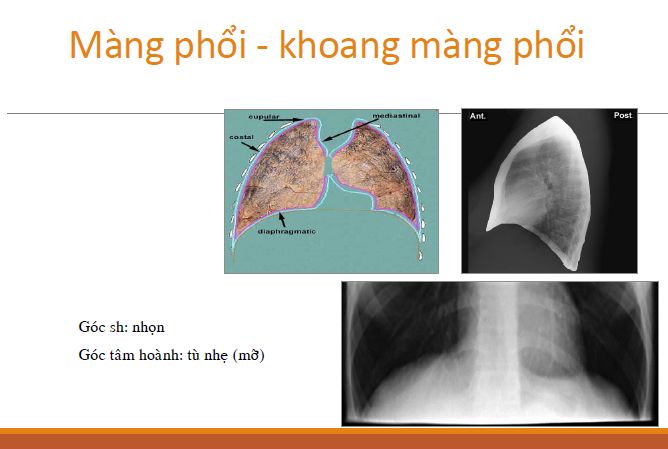 Màng phổi - khoang màng phổi
cupular
mediastinal
costal
diaphragmatic
Ant.
Post
Góc sh: nhọn
Góc tâm hoành: tù nhẹ (mỡ)